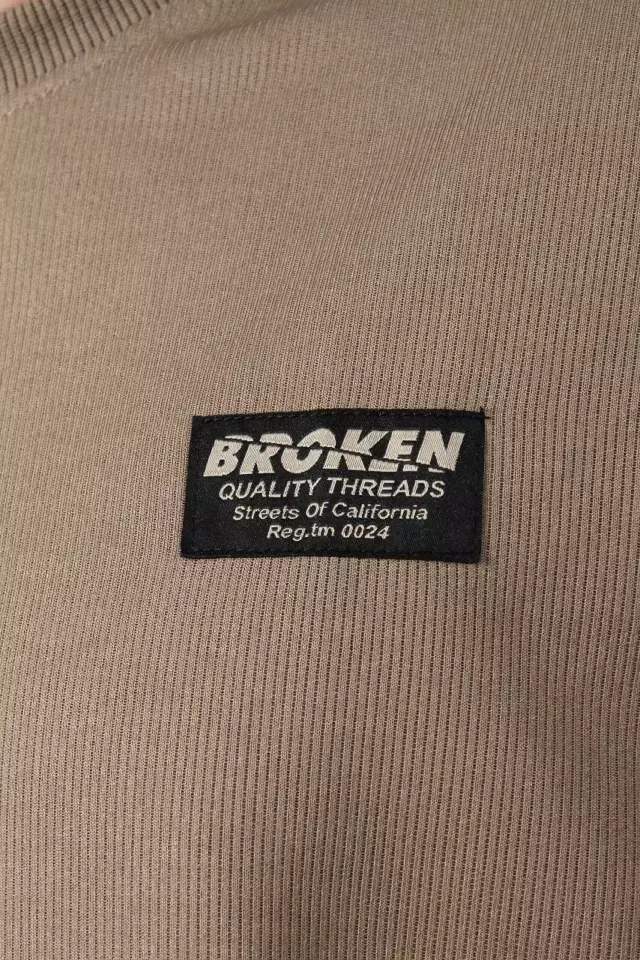 BROKEN
QUALITY THREADS
Streets Of California
Reg.tm 0024